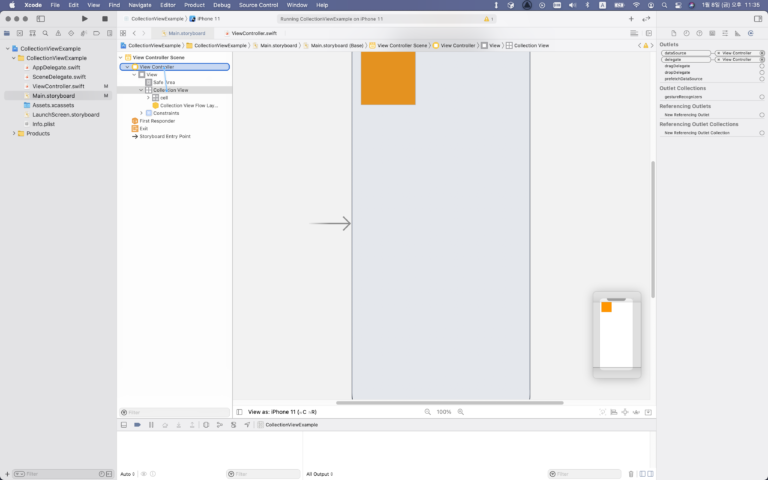 Xcode File Edit View Find Navigate Editor Product Debug Source Control Window Help 1월 8일 (금) 오전 11:36
CollectionViewExample iPhone 11 Running CollectionViewExample on iPhone 11 1
Main.storyboard ViewController.swift
CollectionViewExample CollectionViewExample Main.storyboard Main.storyboard (Base) View Controller Scene View Controller View Collection View
CollectionViewExample
CollectionViewExample
AppDelegate.swift
SceneDelegate.swift
ViewController.swift M
Main.storyboard M
Assets.xcassets
LaunchScreen.storyboard
Info.plist
Products
View Controller Scene
View Controller
View
Safe Area
Collection View
cell
Collection View Flow Lay...
Constraints
First Responder
Exit
Storyboard Entry Point
Outlets
dataSource View Controller
delegate View Controller
dragDelegate
dropDelegate
prefetchDataSource
Outlet Collections
gestureRecognizers
Referencing Outlets
New Referencing Outlet
Referencing Outlet Collections
New Referencing Outlet Collection
Filter
View as: iPhone 11 (wC hR) 100%
CollectionViewExample
Filter
Auto Filter All Output Filter